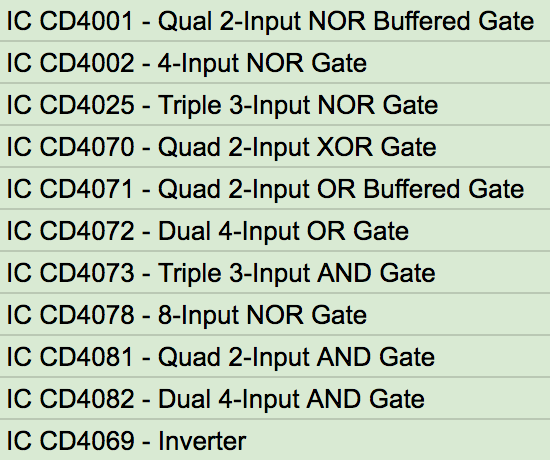 IC CD4001 - Qual 2-Input NOR Buffered Gate
IC CD4002 - 4-Input NOR Gate
IC CD4025 - Triple 3-Input NOR Gate
IC CD4070 - Quad 2-Input XOR Gate
IC CD4071 - Quad 2-Input OR Buffered Gate
IC CD4072 - Dual 4-Input OR Gate
IC CD4073 - Triple 3-Input AND Gate
IC CD4078 - 8-Input NOR Gate
IC CD4081 - Quad 2-Input AND Gate
IC CD4082 - Dual 4-Input AND Gate
IC CD4069 - Inverter